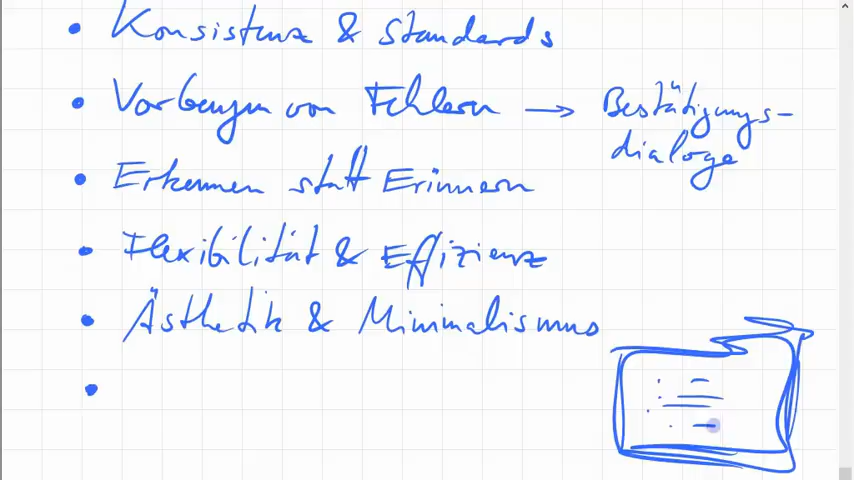 Konsistenz & Standards
Vorbeugen von Fehlern → Bestätigungs-
dialoge
Erkennen statt Erinnern
Flexibilität & Effizienz
Ästhetik & Minimalismus